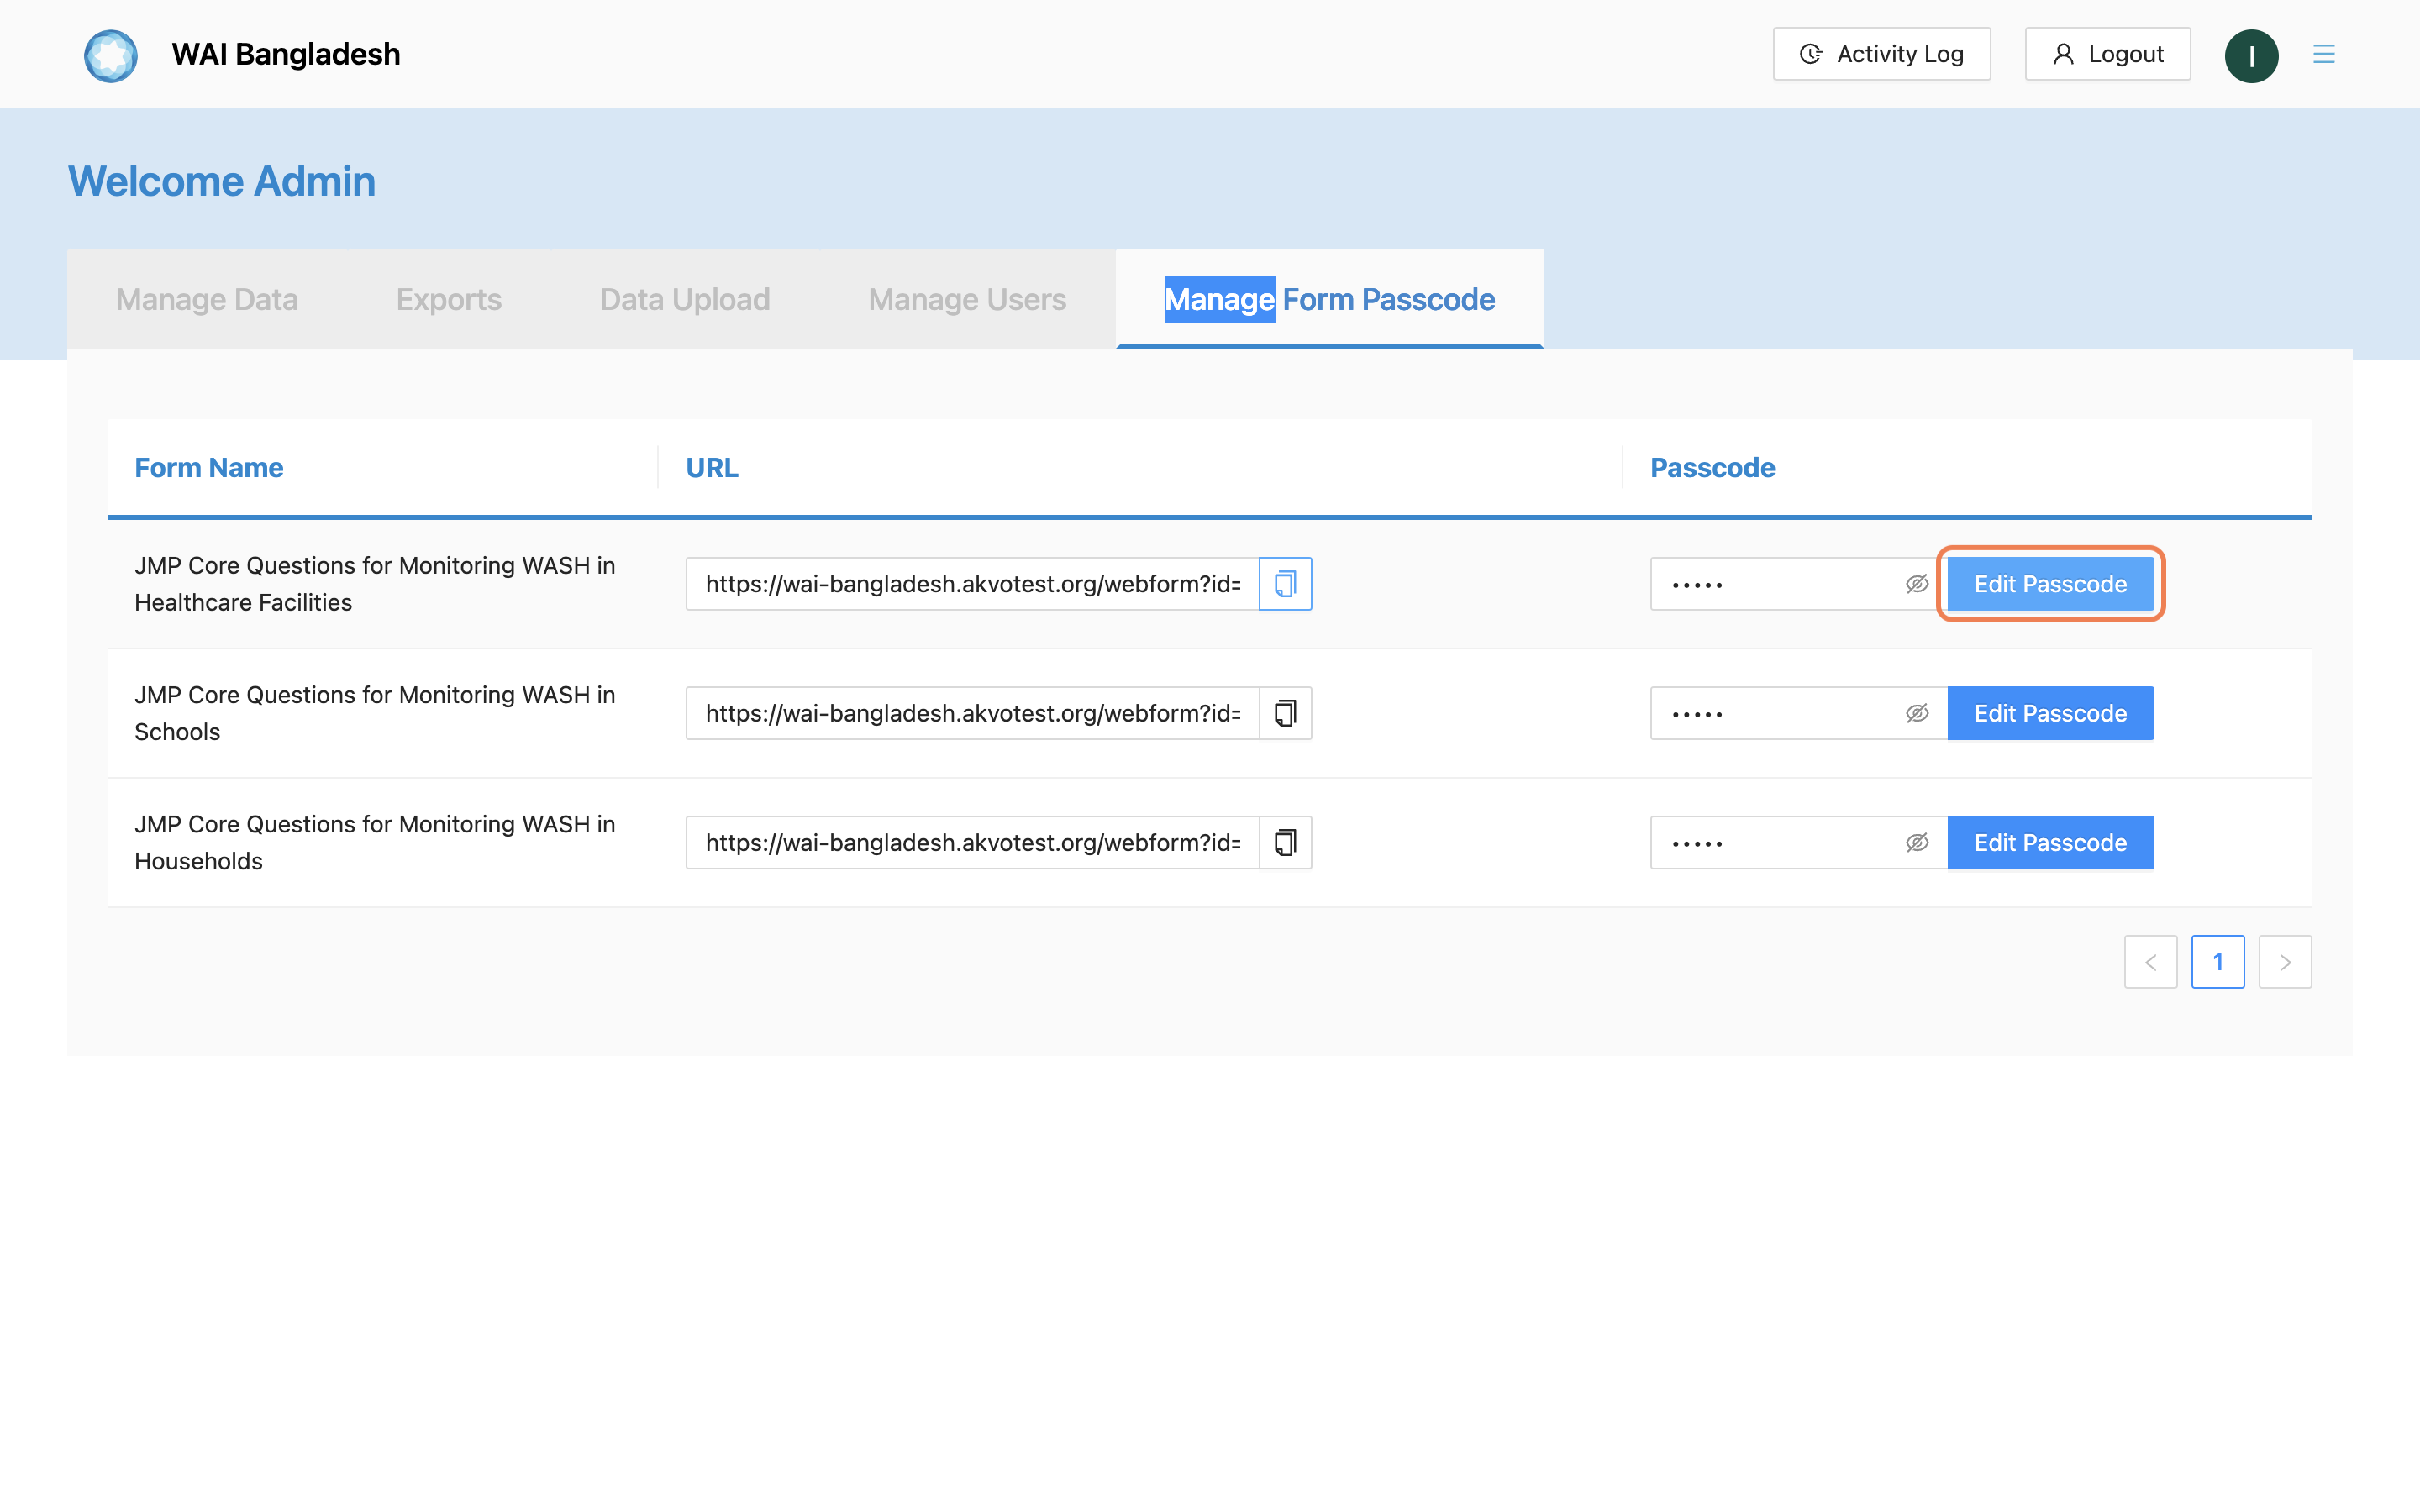 WAI Bangladesh
Activity Log
Logout
I
Welcome Admin
Manage Data
Exports
Data Upload
Manage Users
Manage Form Passcode
Form Name
URL
Passcode
JMP Core Questions for Monitoring WASH in
Healthcare Facilities
https://wai-bangladesh.akvotest.org/webform?id=
•••••
Edit Passcode
JMP Core Questions for Monitoring WASH in
Schools
https://wai-bangladesh.akvotest.org/webform?id=
•••••
Edit Passcode
JMP Core Questions for Monitoring WASH in
Households
https://wai-bangladesh.akvotest.org/webform?id=
•••••
Edit Passcode
< 1 >